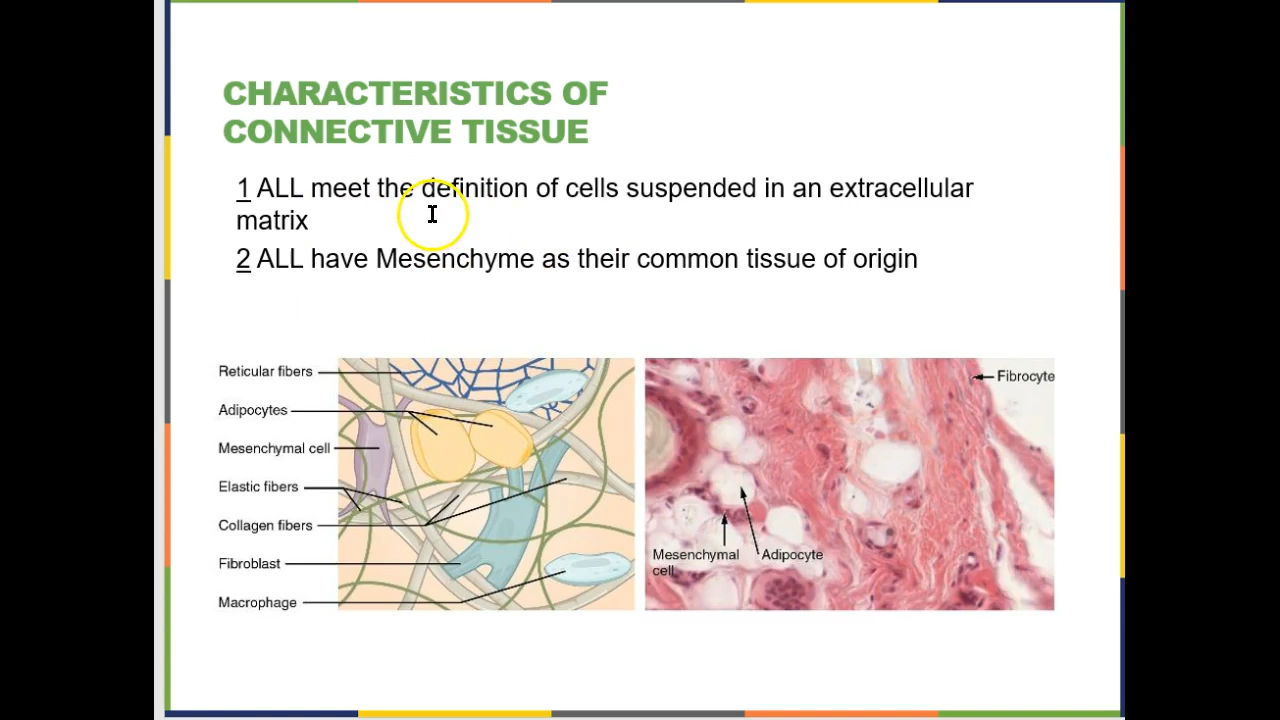 CHARACTERISTICS OF
CONNECTIVE TISSUE
1 ALL meet the definition of cells suspended in an extracellular
matrix
2 ALL have Mesenchyme as their common tissue of origin
Reticular fibers
Adipocytes
Mesenchymal cell
Elastic fibers
Collagen fibers
Fibroblast
Macrophage
Fibrocyte
Mesenchymal
cell
Adipocyte